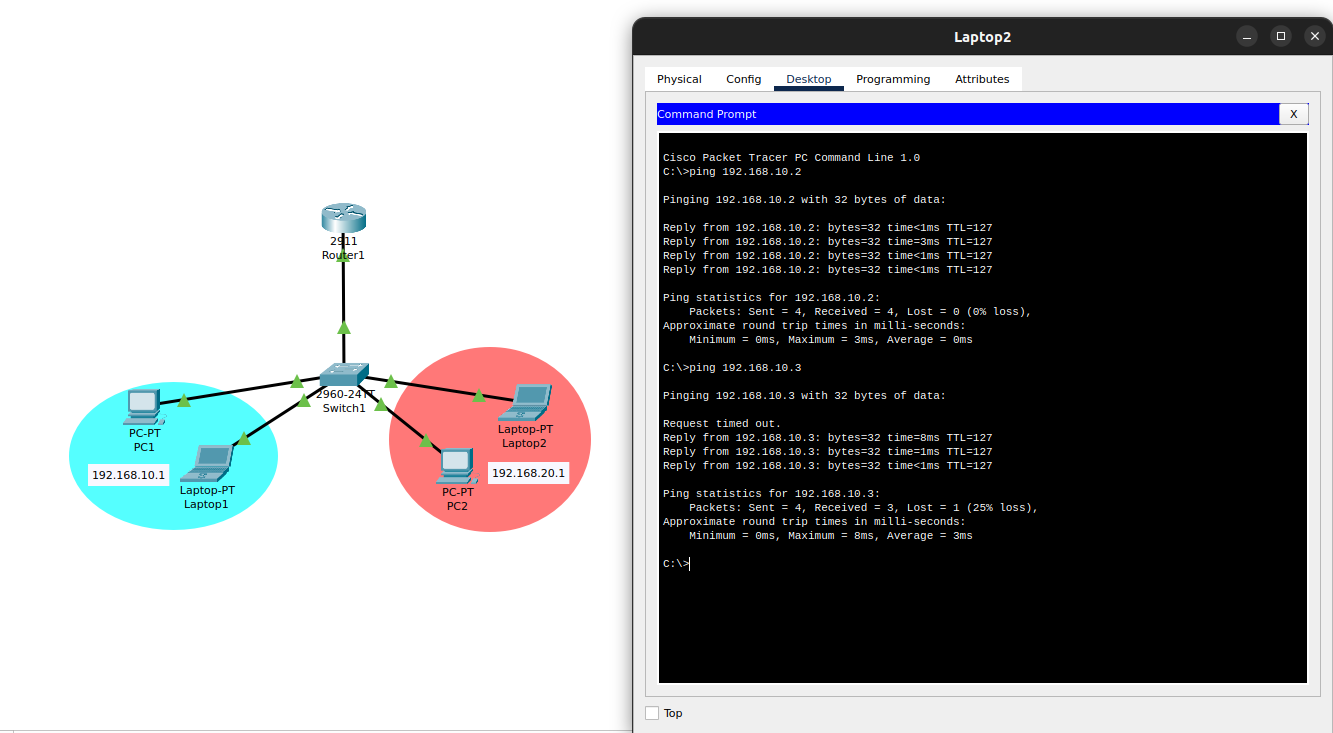 2911
Router1
2960-24TT
Switch1
PC-PT
PC1
192.168.10.1
Laptop-PT
Laptop1
Laptop-PT
Laptop2
192.168.20.1
PC-PT
PC2
Laptop2
Physical Config Desktop Programming Attributes
Command Prompt X
Cisco Packet Tracer PC Command Line 1.0
C:\>ping 192.168.10.2
Pinging 192.168.10.2 with 32 bytes of data:
Reply from 192.168.10.2: bytes=32 time<1ms TTL=127
Reply from 192.168.10.2: bytes=32 time=3ms TTL=127
Reply from 192.168.10.2: bytes=32 time<1ms TTL=127
Reply from 192.168.10.2: bytes=32 time<1ms TTL=127
Ping statistics for 192.168.10.2:
Packets: Sent = 4, Received = 4, Lost = 0 (0% loss),
Approximate round trip times in milli-seconds:
Minimum = 0ms, Maximum = 3ms, Average = 0ms
C:\>ping 192.168.10.3
Pinging 192.168.10.3 with 32 bytes of data:
Request timed out.
Reply from 192.168.10.3: bytes=32 time=8ms TTL=127
Reply from 192.168.10.3: bytes=32 time=1ms TTL=127
Reply from 192.168.10.3: bytes=32 time<1ms TTL=127
Ping statistics for 192.168.10.3:
Packets: Sent = 4, Received = 3, Lost = 1 (25% loss),
Approximate round trip times in milli-seconds:
Minimum = 0ms, Maximum = 8ms, Average = 3ms
C:\>
Top